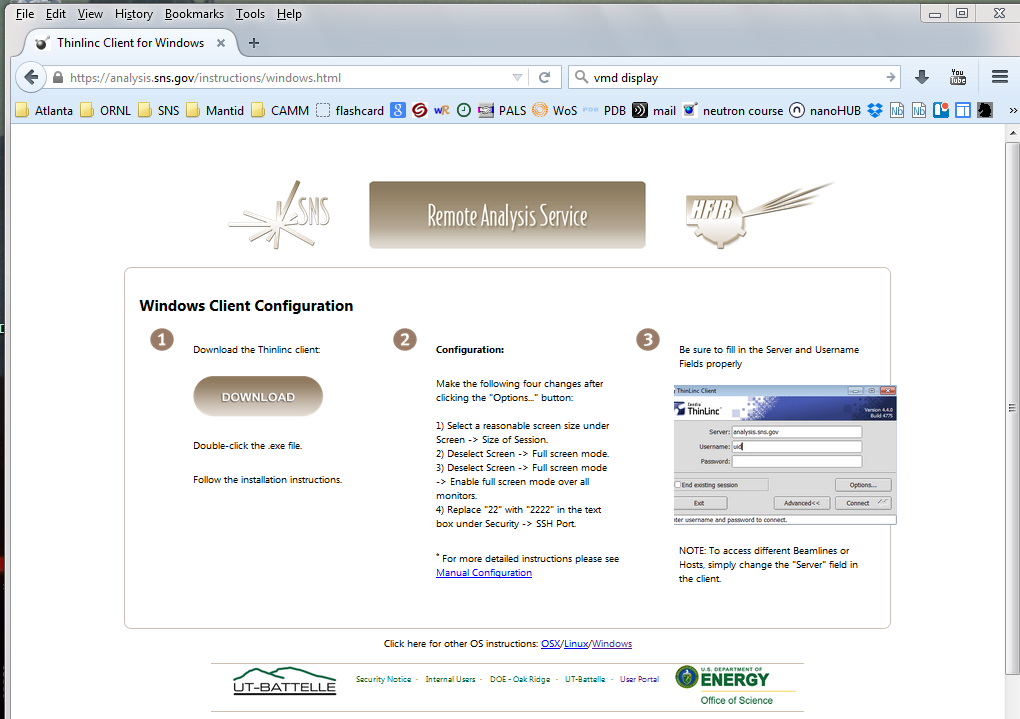 File Edit View History Bookmarks Tools Help
Thinlinc Client for Windows
https://analysis.sns.gov/instructions/windows.html
vmd display
You Tube
Atlanta ORNL SNS Mantid CAMM flashcard 8 wR PALS WoS PDB PDB mail neutron course nanoHUB Nb Nb
SNS
Remote Analysis Service
HFIR
Windows Client Configuration
1
Download the Thinlinc client:
DOWNLOAD
Double-click the .exe file.
Follow the installation instructions.
2
Configuration:
Make the following four changes after
clicking the "Options..." button:
1) Select a reasonable screen size under
Screen -> Size of Session.
2) Deselect Screen -> Full screen mode.
3) Deselect Screen -> Full screen mode
-> Enable full screen mode over all
monitors.
4) Replace "22" with "2222" in the text
box under Security -> SSH Port.
* For more detailed instructions please see
Manual Configuration
3
Be sure to fill in the Server and Username
Fields properly
ThinLinc Client
Cendio
ThinLinc
Version 4.4.0
Build 4775
Server: analysis.sns.gov
Username: uid
Password:
End existing session
Options...
Exit
Advanced<<
Connect
ter username and password to connect.
NOTE: To access different Beamlines or
Hosts, simply change the "Server" field in
the client.
Click here for other OS instructions: OSX/Linux/Windows
UT-BATTELLE
Security Notice · Internal Users · DOE - Oak Ridge · UT-Battelle · User Portal
U.S. DEPARTMENT OF
ENERGY
Office of Science